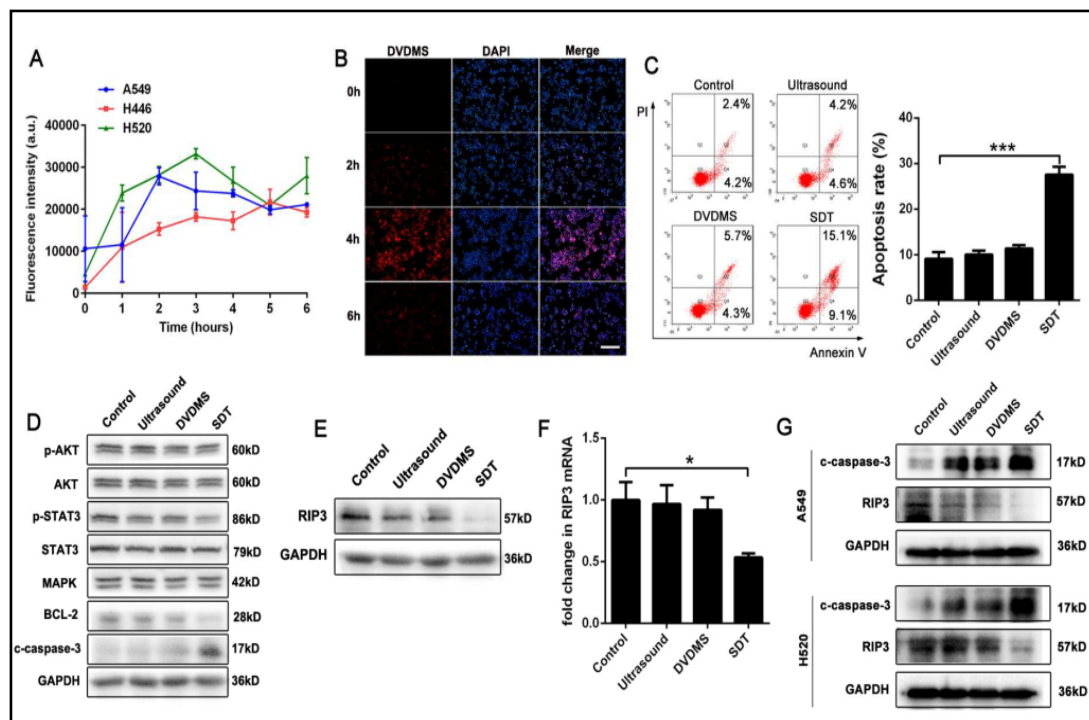 A
A549
H446
H520
Fluorescence intensity (a.u.)
40000
30000
20000
10000
0
0 1 2 3 4 5 6
Time (hours)
B
DVDMS DAPI Merge
0h
2h
4h
6h
C
PI
Control
2.4%
4.2%
Ultrasound
4.2%
4.6%
DVDMS
5.7%
4.3%
SDT
15.1%
9.1%
Annexin V
Apoptosis rate (%)
40
30
20
10
0
***
Control
Ultrasound
DVDMS
SDT
D
Control Ultrasound DVDMS SDT
p-AKT 60kD
AKT 60kD
p-STAT3 86kD
STAT3 79kD
MAPK 42kD
BCL-2 28kD
c-caspase-3 17kD
GAPDH 36kD
E
Control Ultrasound DVDMS SDT
RIP3 57kD
GAPDH 36kD
F
fold change in RIP3 mRNA
1.5
1.0
0.5
0.0
*
Control
Ultrasound
DVDMS
SDT
G
Control Ultrasound DVDMS SDT
A549
c-caspase-3 17kD
RIP3 57kD
GAPDH 36kD
H520
c-caspase-3 17kD
RIP3 57kD
GAPDH 36kD